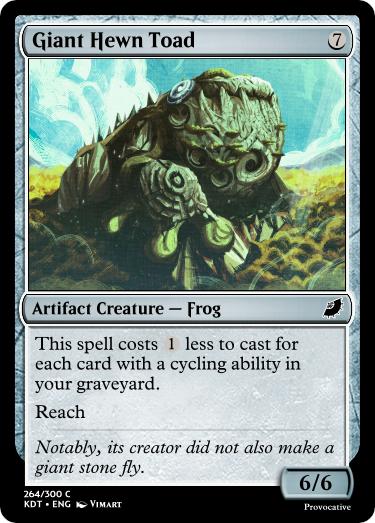 Giant Hewn Toad 7
Artifact Creature — Frog
This spell costs 1 less to cast for
each card with a cycling ability in
your graveyard.
Reach
Notably, its creator did not also make a
giant stone fly.
6/6
264/300 C
KDT • ENG Vimart
Provocative